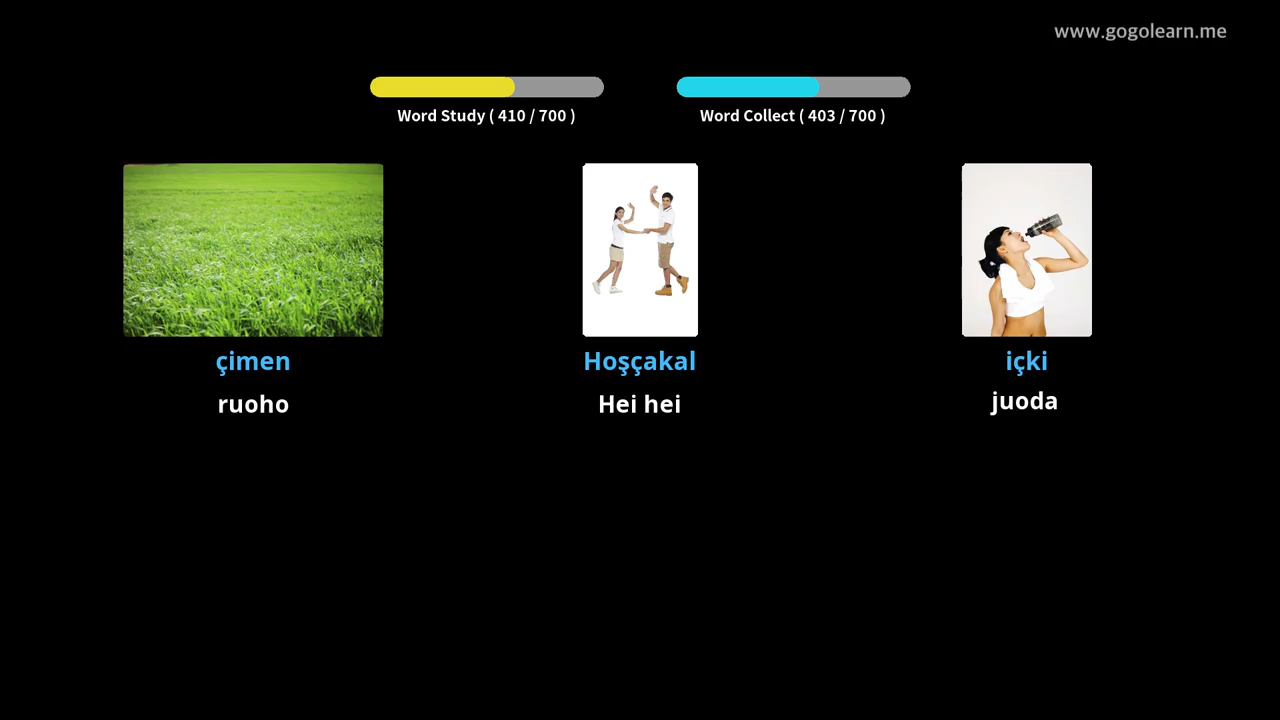 www.gogolearn.me
Word Study ( 410 / 700 )
Word Collect ( 403 / 700 )
çimen
Hoşçakal
içki
ruoho
Hei hei
juoda